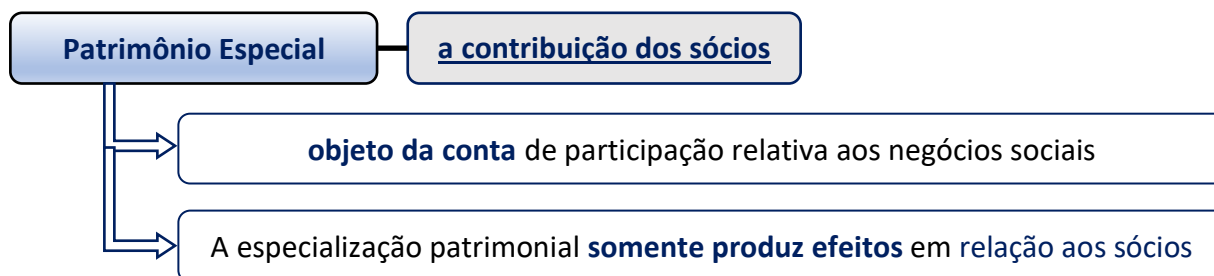 Patrimônio Especial
a contribuição dos sócios
objeto da conta de participação relativa aos negócios sociais
A especialização patrimonial somente produz efeitos em relação aos sócios